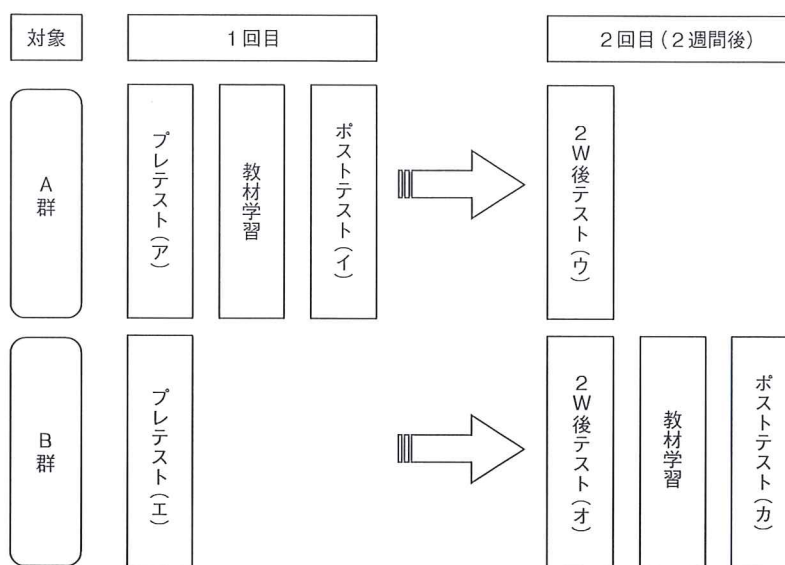 対象
1回目
2回目(2週間後)
A群
プレテスト(ア)
教材学習
ポストテスト(イ)
2W後テスト(ウ)
B群
プレテスト(エ)
2W後テスト(オ)
教材学習
ポストテスト(カ)